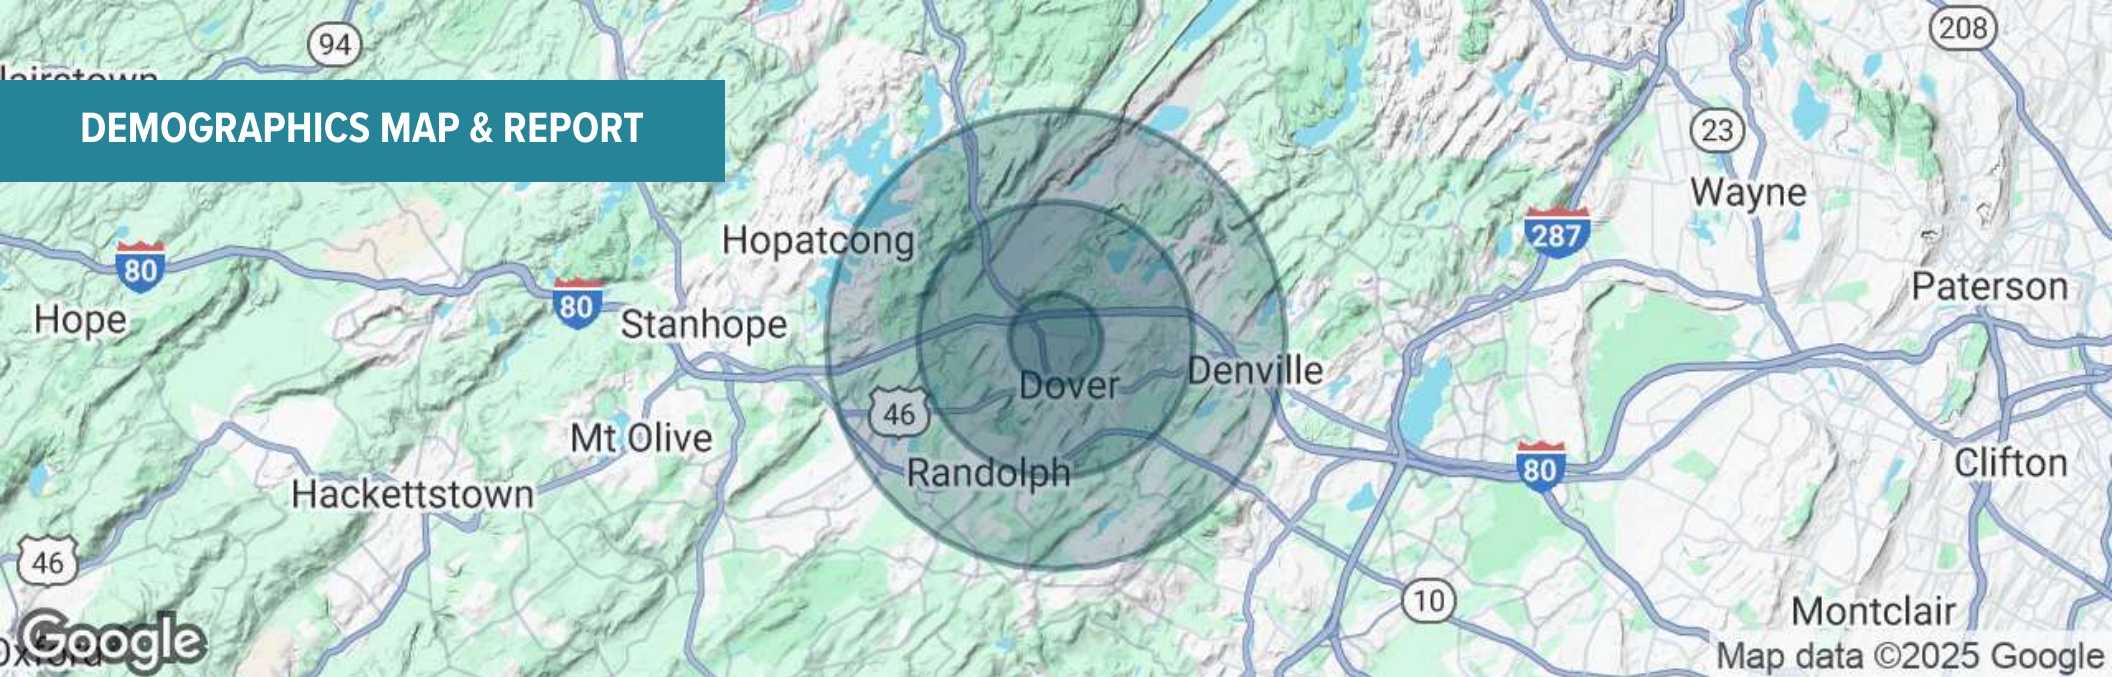 94
208
DEMOGRAPHICS MAP & REPORT
23
Wayne
Hopatcong
287
80
Paterson
80
Hope
Stanhope
Denville
Dover
46
Mt Olive
Clifton
80
Randolph
Hackettstown
46
10
Montclair
Google
Map data ©2025 Google